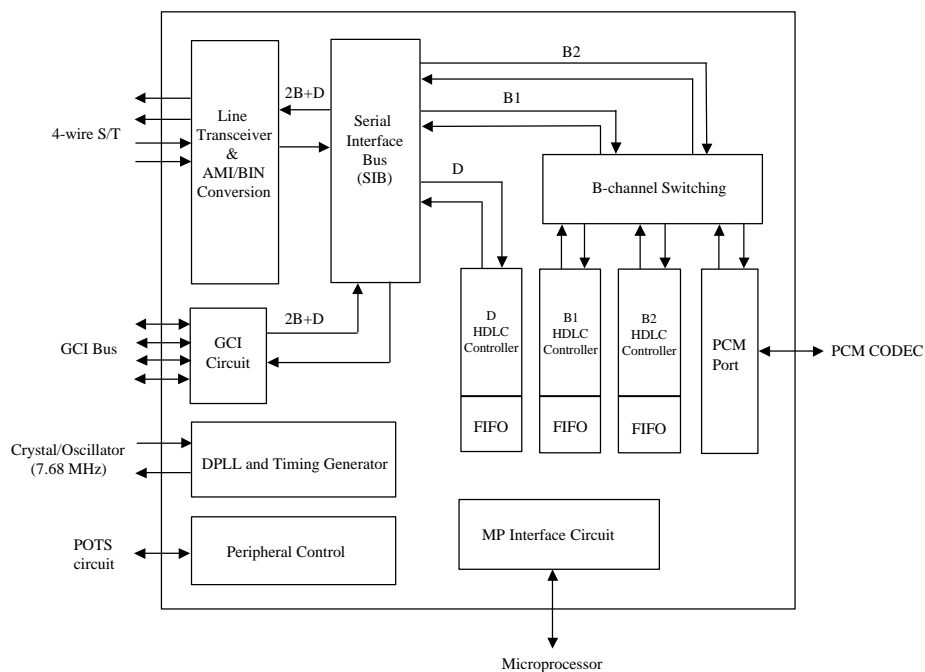 B2
2B+D
B1
4-wire S/T
Line
Transceiver
&
AMI/BIN
Conversion
Serial
Interface
Bus
(SIB)
D
B-channel Switching
GCI Bus
GCI
Circuit
2B+D
D
HDLC
Controller
FIFO
B1
HDLC
Controller
FIFO
B2
HDLC
Controller
FIFO
PCM
Port
PCM CODEC
Crystal/Oscillator
(7.68 MHz)
DPLL and Timing Generator
POTS
circuit
Peripheral Control
MP Interface Circuit
Microprocessor